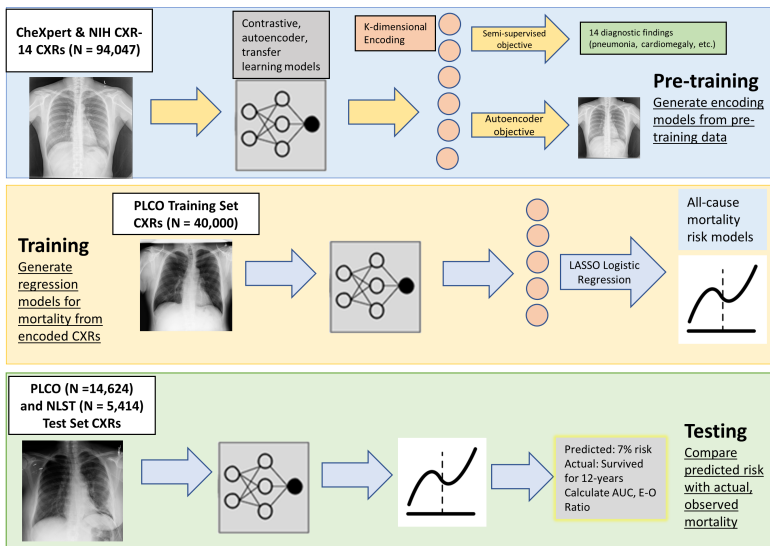 CheXpert & NIH CXR-
14 CXRs (N = 94,047)
Contrastive,
autoencoder,
transfer
learning models
K-dimensional
Encoding
Semi-supervised
objective
14 diagnostic findings
(pneumonia, cardiomegaly, etc.)
Autoencoder
objective
Pre-training
Generate encoding
models from pre-
training data
Training
Generate
regression
models for
mortality from
encoded CXRs
PLCO Training Set
CXRs (N = 40,000)
LASSO Logistic
Regression
All-cause
mortality
risk models
PLCO (N =14,624)
and NLST (N = 5,414)
Test Set CXRs
Predicted: 7% risk
Actual: Survived
for 12-years
Calculate AUC, E-O
Ratio
Testing
Compare
predicted risk
with actual,
observed
mortality